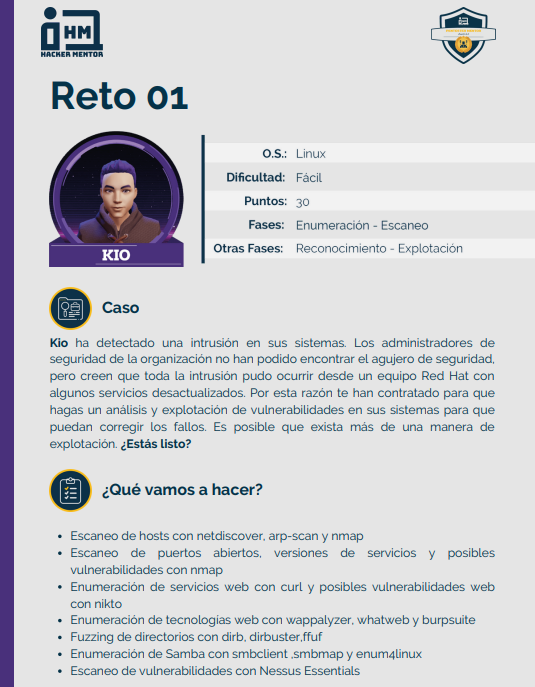 HM
HACKER MENTOR
Reto 01
O.S.: Linux
Dificultad: Fácil
Puntos: 30
Fases: Enumeración - Escaneo
Otras Fases: Reconocimiento - Explotación
KIO
Caso
Kio ha detectado una intrusión en sus sistemas. Los administradores de
seguridad de la organización no han podido encontrar el agujero de seguridad,
pero creen que toda la intrusión pudo ocurrir desde un equipo Red Hat con
algunos servicios desactualizados. Por esta razón te han contratado para que
hagas un análisis y explotación de vulnerabilidades en sus sistemas para que
puedan corregir los fallos. Es posible que exista más de una manera de
explotación. ¿Estás listo?
¿Qué vamos a hacer?
• Escaneo de hosts con netdiscover, arp-scan y nmap
• Escaneo de puertos abiertos, versiones de servicios y posibles
vulnerabilidades con nmap
• Enumeración de servicios web con curl y posibles vulnerabilidades web
con nikto
• Enumeración de tecnologías web con wappalyzer, whatweb y burpsuite
• Fuzzing de directorios con dirb, dirbuster,ffuf
• Enumeración de Samba con smbclient ,smbmap y enum4linux
• Escaneo de vulnerabilidades con Nessus Essentials